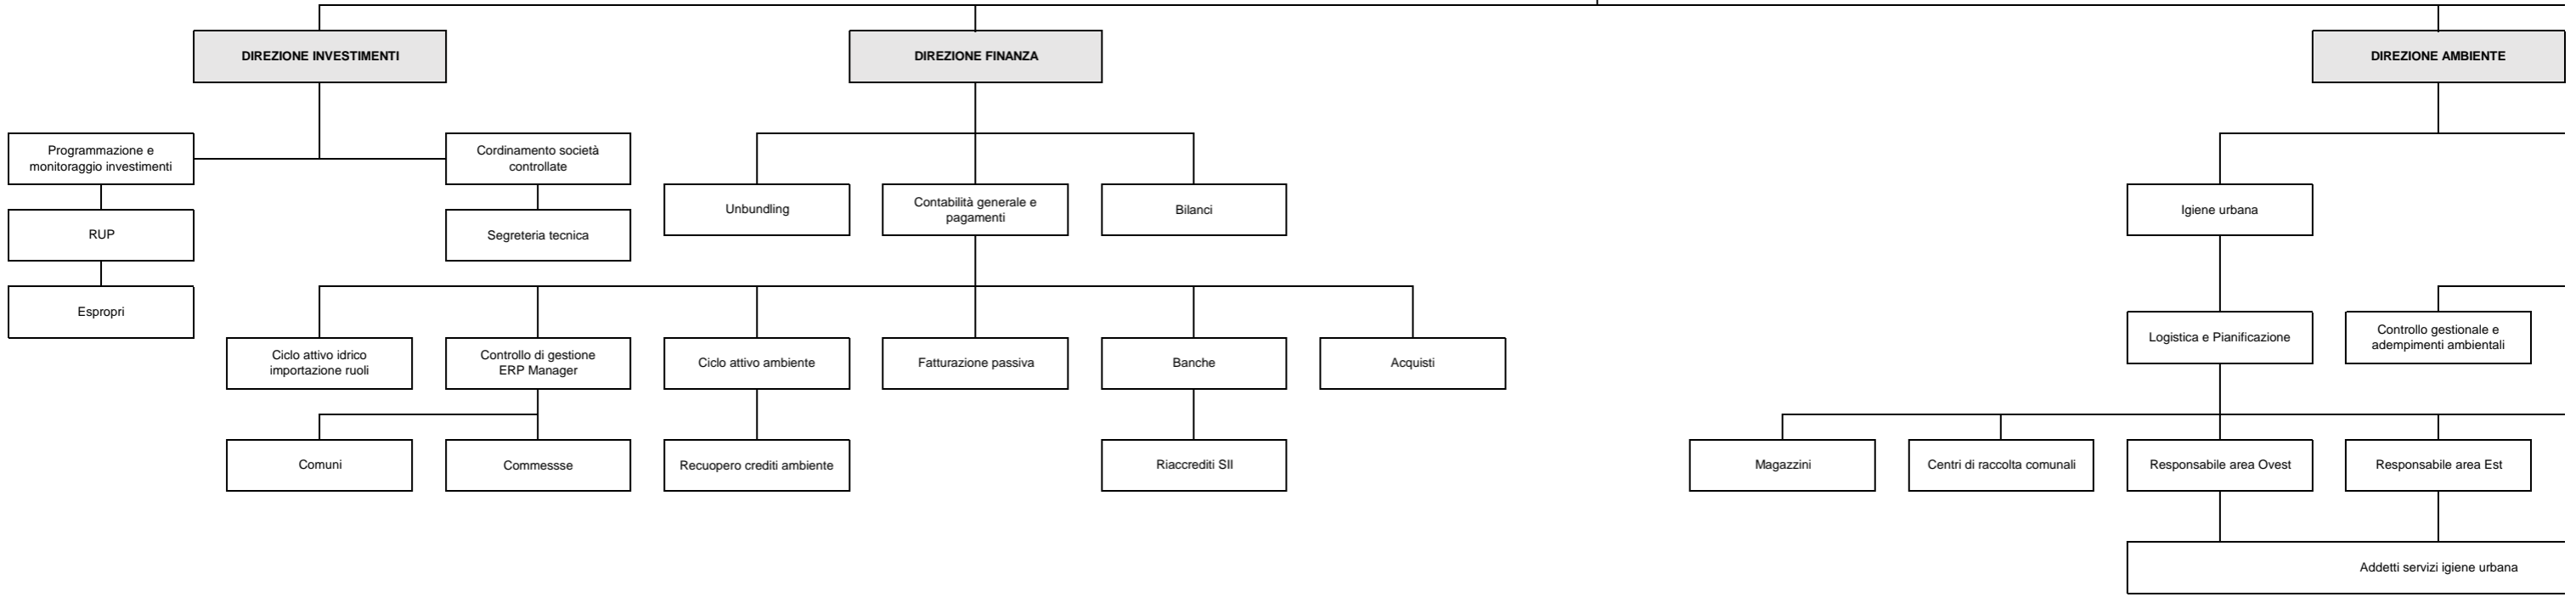 DIREZIONE INVESTIMENTI
DIREZIONE FINANZA
DIREZIONE AMBIENTE
Programmazione e
monitoraggio investimenti
Cordinamento società
controllate
Unbundling
Contabilità generale e
pagamenti
Bilanci
Igiene urbana
RUP
Segreteria tecnica
Espropri
Ciclo attivo idrico
importazione ruoli
Controllo di gestione
ERP Manager
Ciclo attivo ambiente
Fatturazione passiva
Banche
Acquisti
Logistica e Pianificazione
Controllo gestionale e
adempimenti ambientali
Comuni
Commessse
Recuopero crediti ambiente
Riaccrediti SII
Magazzini
Centri di raccolta comunali
Responsabile area Ovest
Responsabile area Est
Addetti servizi igiene urbana